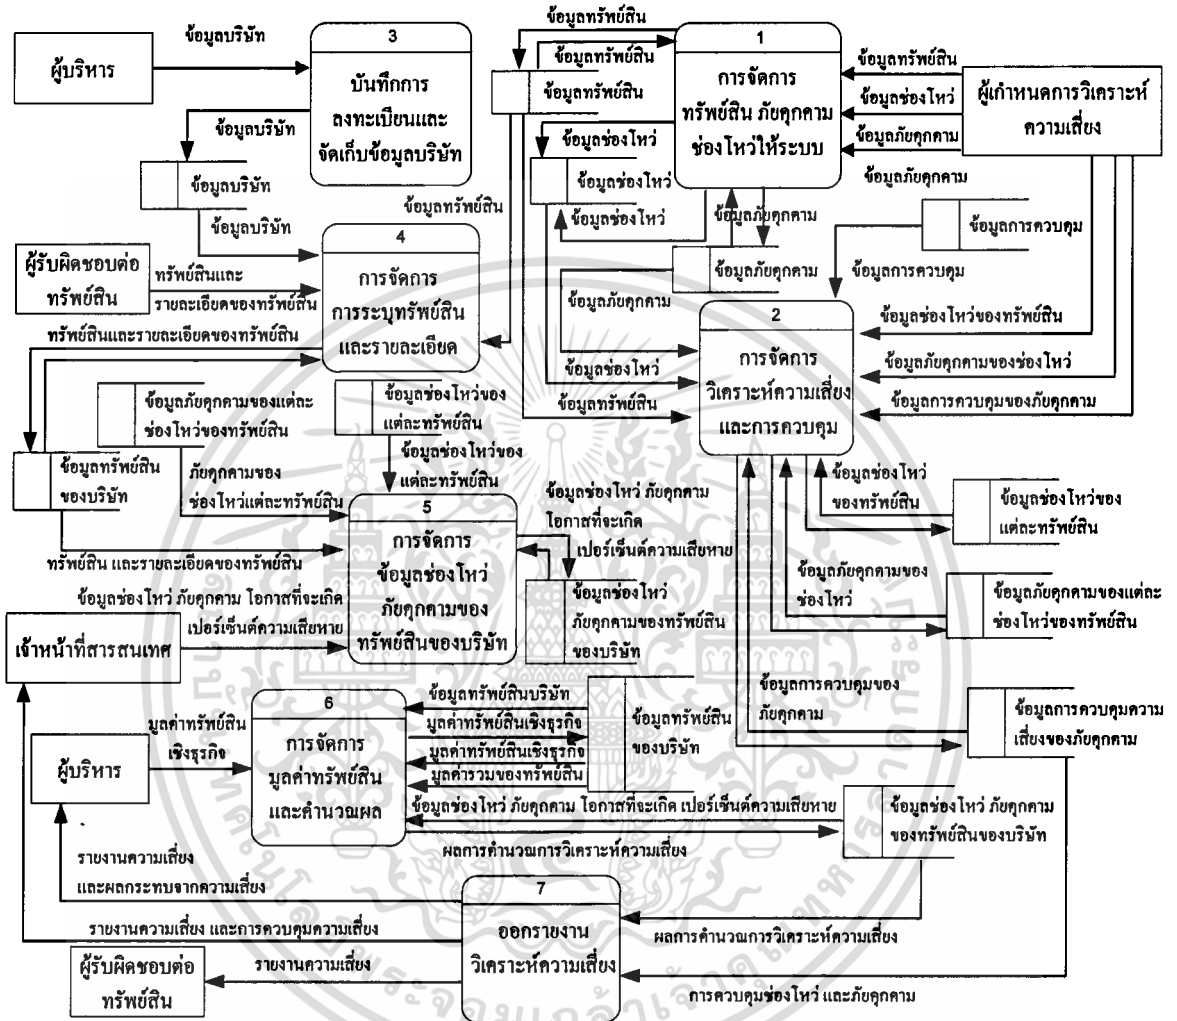 ข้อมูลบริษัท
ผู้บริหาร
3
บันทึกการ
ลงทะเบียนและ
จัดเก็บข้อมูลบริษัท
ข้อมูลบริษัท
ข้อมูลบริษัท
ข้อมูลบริษัท
ข้อมูลทรัพย์สิน
ข้อมูลทรัพย์สิน
ข้อมูลทรัพย์สิน
1
การจัดการ
ทรัพย์สิน ภัยคุกคาม
ช่องโหว่ให้ระบบ
ข้อมูลทรัพย์สิน
ข้อมูลช่องโหว่
ข้อมูลภัยคุกคาม
ผู้กำหนดการวิเคราะห์
ความเสี่ยง
ข้อมูลช่องโหว่
ข้อมูลช่องโหว่
ข้อมูลช่องโหว่
ข้อมูลภัยคุกคาม
ข้อมูลภัยคุกคาม
ข้อมูลทรัพย์สิน
ข้อมูลการควบคุม
ข้อมูลการควบคุม
ข้อมูลภัยคุกคาม
ข้อมูลภัยคุกคาม
ข้อมูลช่องโหว่
ข้อมูลทรัพย์สิน
ผู้รับผิดชอบต่อ
ทรัพย์สิน
ทรัพย์สินและ
รายละเอียดของทรัพย์สิน
4
การจัดการ
การระบุทรัพย์สิน
และรายละเอียด
ทรัพย์สินและรายละเอียดของทรัพย์สิน
2
การจัดการ
วิเคราะห์ความเสี่ยง
และการควบคุม
ข้อมูลช่องโหว่ของทรัพย์สิน
ข้อมูลภัยคุกคามของช่องโหว่
ข้อมูลการควบคุมของภัยคุกคาม
ข้อมูลภัยคุกคามของแต่ละ
ช่องโหว่ของทรัพย์สิน
ข้อมูลช่องโหว่ของ
แต่ละทรัพย์สิน
ข้อมูลช่องโหว่ของ
แต่ละทรัพย์สิน
ข้อมูลทรัพย์สิน
ของบริษัท
ภัยคุกคามของ
ช่องโหว่แต่ละทรัพย์สิน
ทรัพย์สิน และรายละเอียดของทรัพย์สิน
5
การจัดการ
ข้อมูลช่องโหว่
ภัยคุกคามของ
ทรัพย์สินของบริษัท
ข้อมูลช่องโหว่ ภัยคุกคาม
โอกาสที่จะเกิด
เปอร์เซ็นต์ความเสียหาย
ข้อมูลช่องโหว่
ภัยคุกคามของทรัพย์สิน
ของบริษัท
ข้อมูลช่องโหว่
ของทรัพย์สิน
ข้อมูลช่องโหว่ของ
แต่ละทรัพย์สิน
ข้อมูลภัยคุกคามของ
ช่องโหว่
ข้อมูลภัยคุกคามของแต่ละ
ช่องโหว่ของทรัพย์สิน
ข้อมูลการควบคุมของ
ภัยคุกคาม
ข้อมูลการควบคุมความ
เสี่ยงของภัยคุกคาม
ข้อมูลช่องโหว่ ภัยคุกคาม โอกาสที่จะเกิด
เปอร์เซ็นต์ความเสียหาย
เจ้าหน้าที่สารสนเทศ
มูลค่าทรัพย์สิน
เชิงธุรกิจ
ผู้บริหาร
6
การจัดการ
มูลค่าทรัพย์สิน
และคำนวณผล
ข้อมูลทรัพย์สินบริษัท
มูลค่าทรัพย์สินเชิงธุรกิจ
มูลค่าทรัพย์สินเชิงธุรกิจ
มูลค่ารวมของทรัพย์สิน
ข้อมูลทรัพย์สิน
ของบริษัท
ข้อมูลช่องโหว่ ภัยคุกคาม โอกาสที่จะเกิด เปอร์เซ็นต์ความเสียหาย
ผลการคำนวณการวิเคราะห์ความเสี่ยง
ข้อมูลช่องโหว่ ภัยคุกคาม
ของทรัพย์สินของบริษัท
รายงานความเสี่ยง
และผลกระทบจากความเสี่ยง
รายงานความเสี่ยง และการควบคุมความเสี่ยง
รายงานความเสี่ยง
ผู้รับผิดชอบต่อ
ทรัพย์สิน
7
ออกรายงาน
วิเคราะห์ความเสี่ยง
ผลการคำนวณการวิเคราะห์ความเสี่ยง
การควบคุมช่องโหว่ และภัยคุกคาม